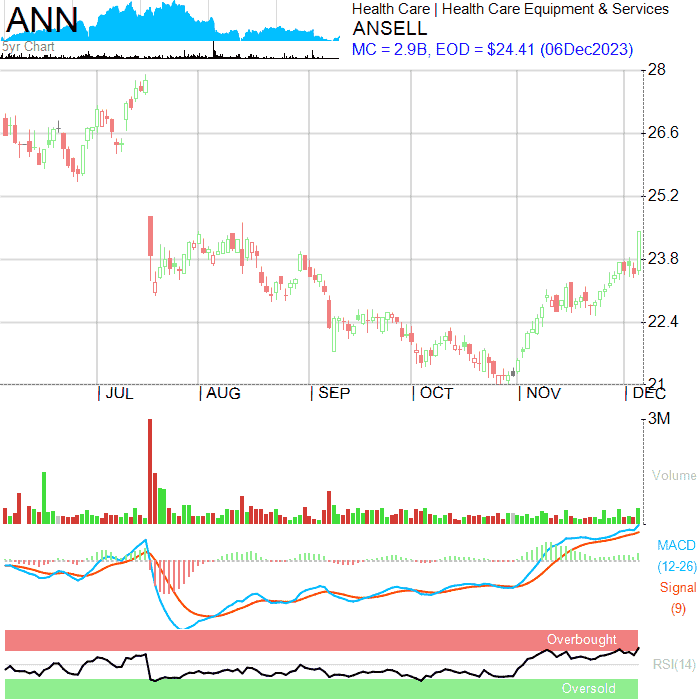 ANN
5yr Chart
Health Care | Health Care Equipment & Services
ANSELL
MC = 2.9B, EOD = $24.41 (06Dec2023)
28
26.6
25.2
23.8
22.4
21
JUL AUG SEP OCT NOV DEC
3M
Volume
MACD
(12-26)
Signal
(9)
Overbought
RSI(14)
Oversold